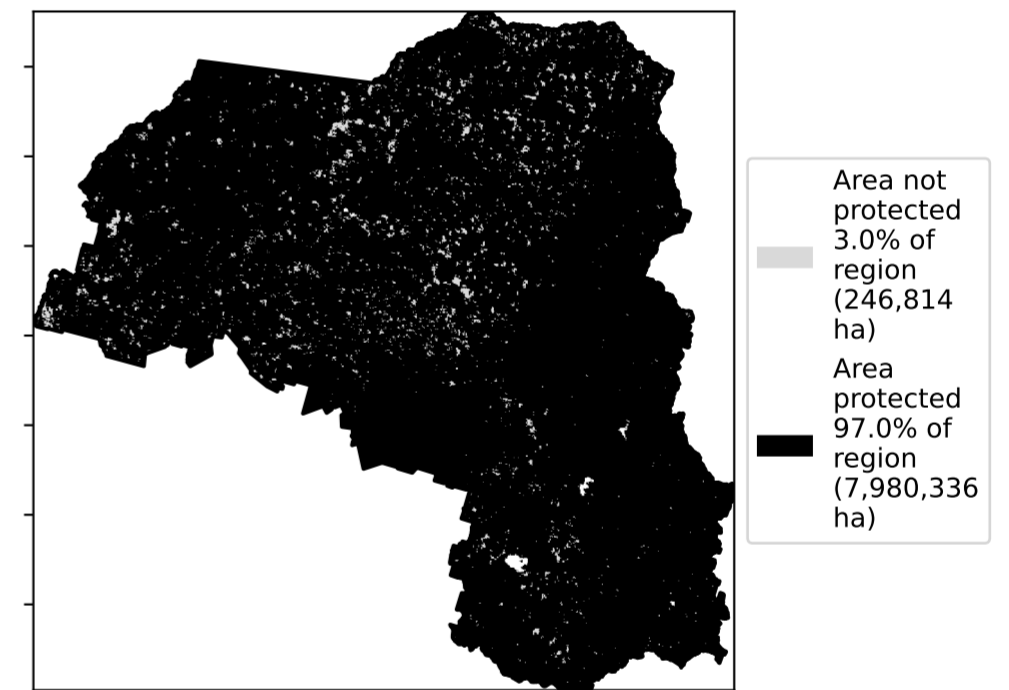 Area not
protected
3.0% of
region
(246,814
ha)
Area
protected
97.0% of
region
(7,980,336
ha)